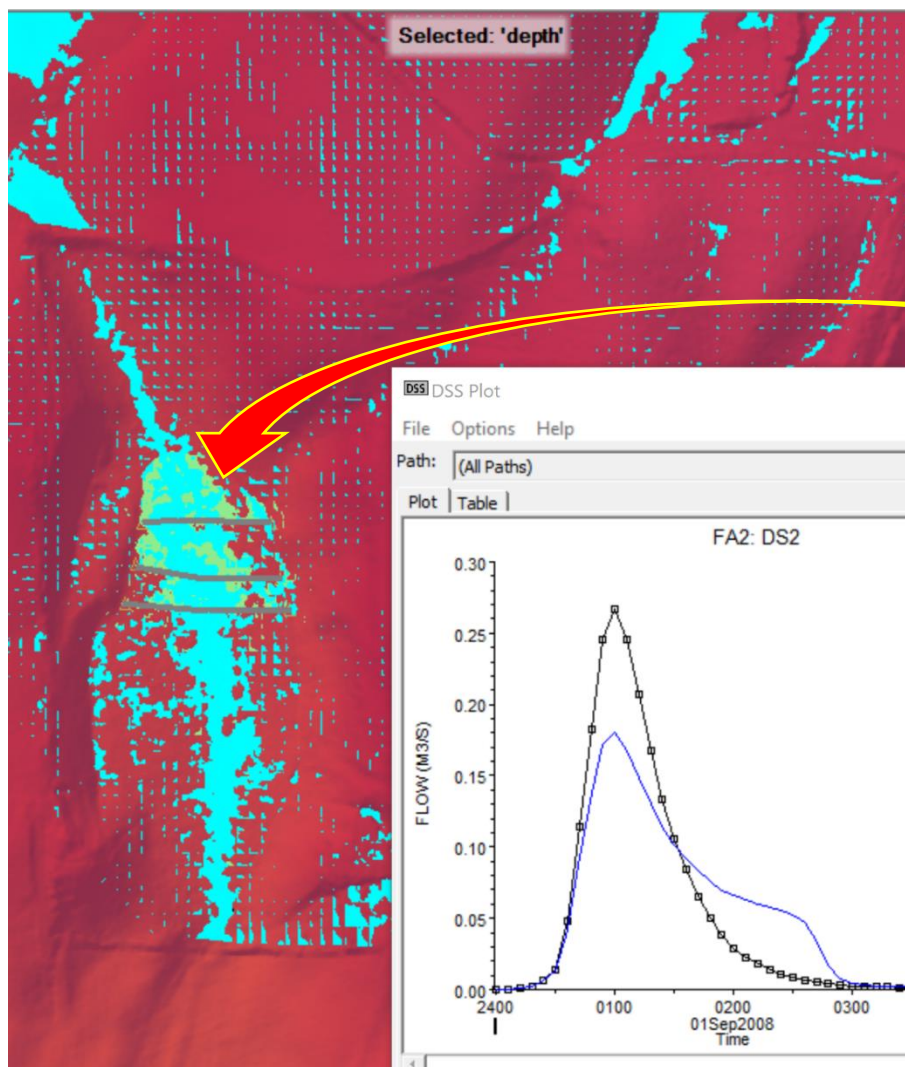 Selected: 'depth'
DSS DSS Plot
File Options Help
Path: (All Paths)
Plot Table
FA2: DS2
FLOW (M3/S)
0.30
0.25
0.20
0.15
0.10
0.05
0.00
2400 0100 0200 0300
01Sep2008
Time